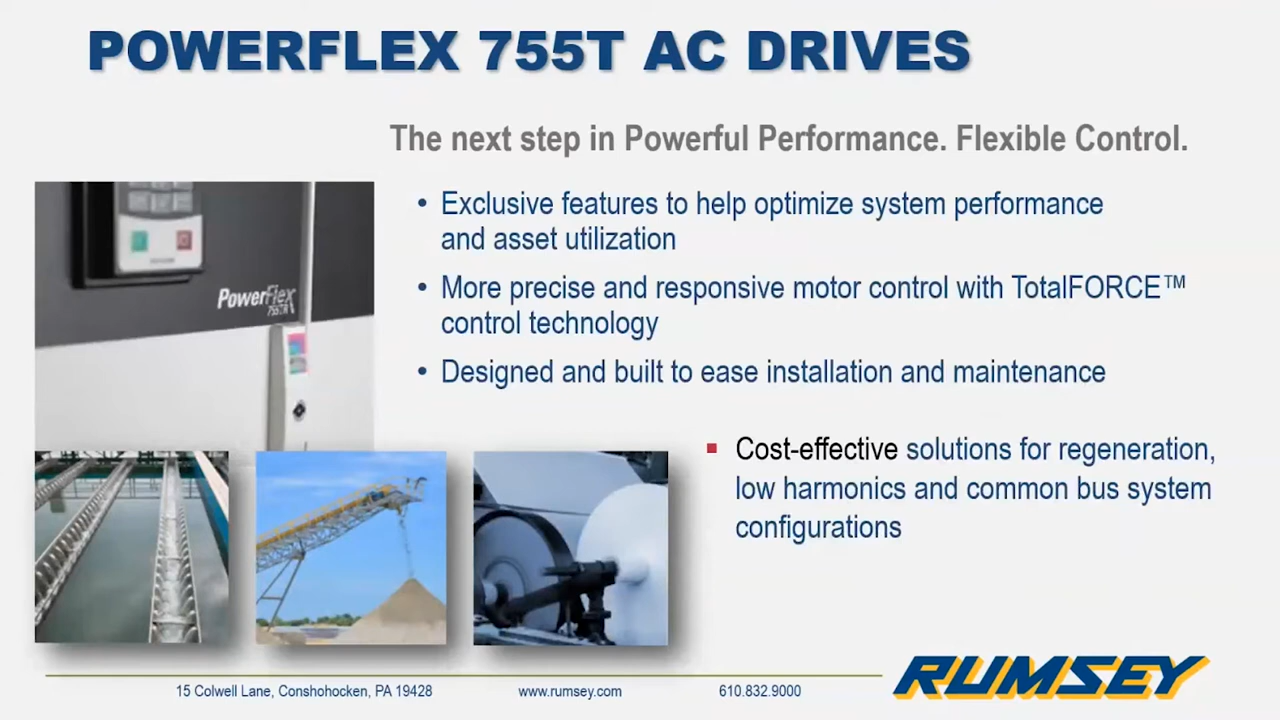 POWERFLEX 755T AC DRIVES
The next step in Powerful Performance. Flexible Control.
• Exclusive features to help optimize system performance
and asset utilization
• More precise and responsive motor control with TotalFORCE™
control technology
• Designed and built to ease installation and maintenance
PowerFlex
▪ Cost-effective solutions for regeneration,
low harmonics and common bus system
configurations
15 Colwell Lane, Conshohocken, PA 19428 www.rumsey.com 610.832.9000
RUMSEY